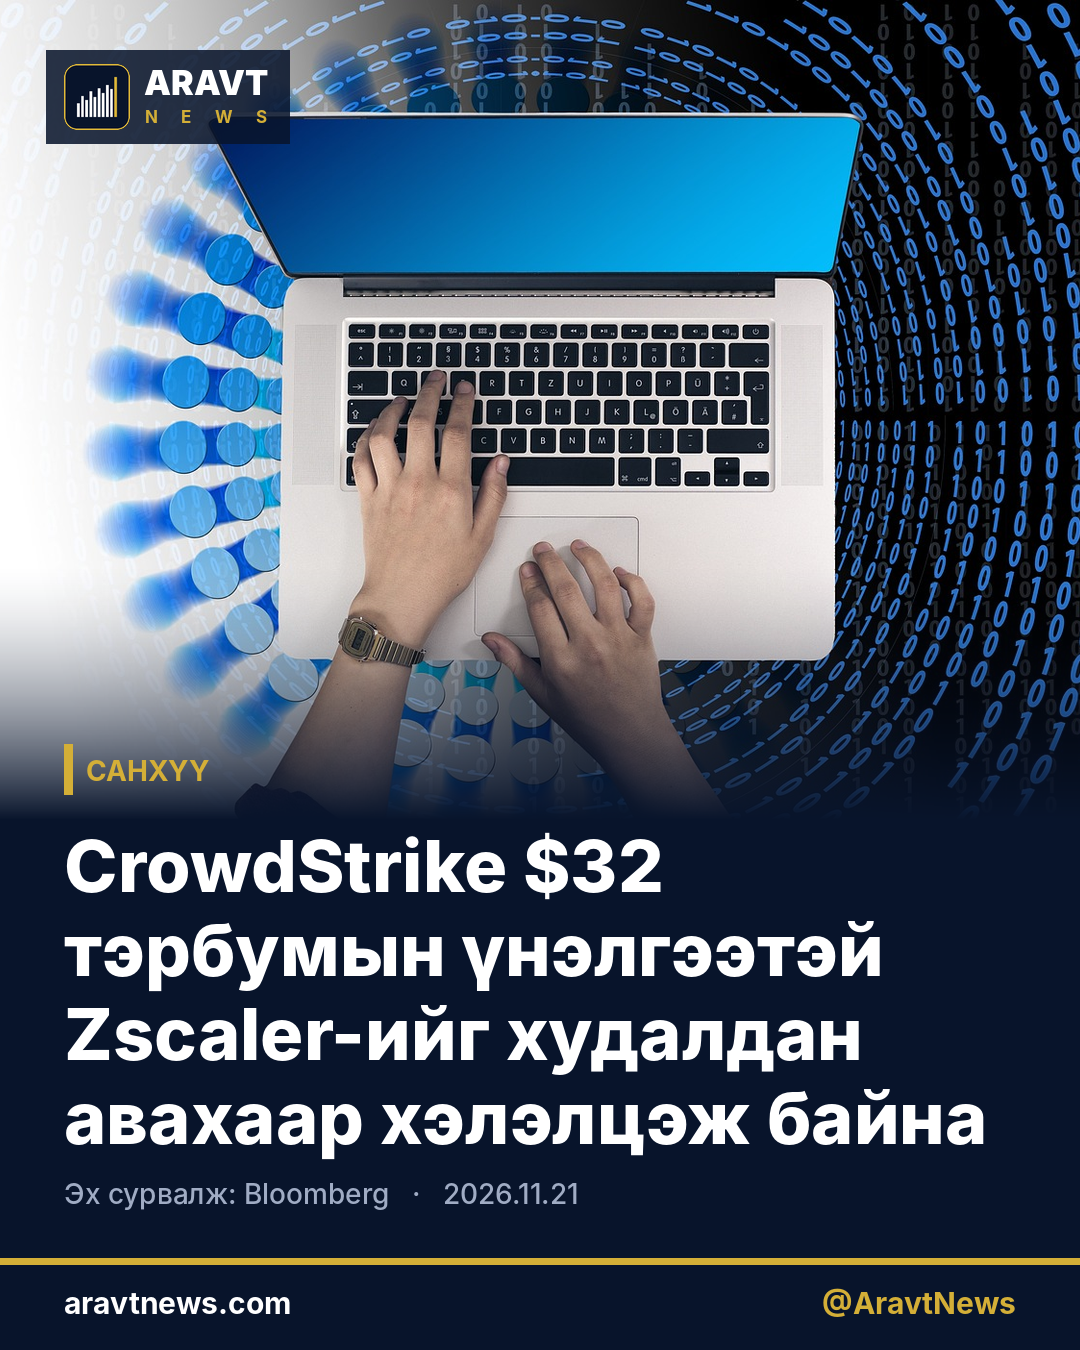 ARAVT
NEWS
САНХҮҮ
CrowdStrike $32
тэрбумын үнэлгээтэй
Zscaler-ийг худалдан
авахаар хэлэлцэж байна
Эх сурвалж: Bloomberg · 2026.11.21
aravtnews.com @AravtNews